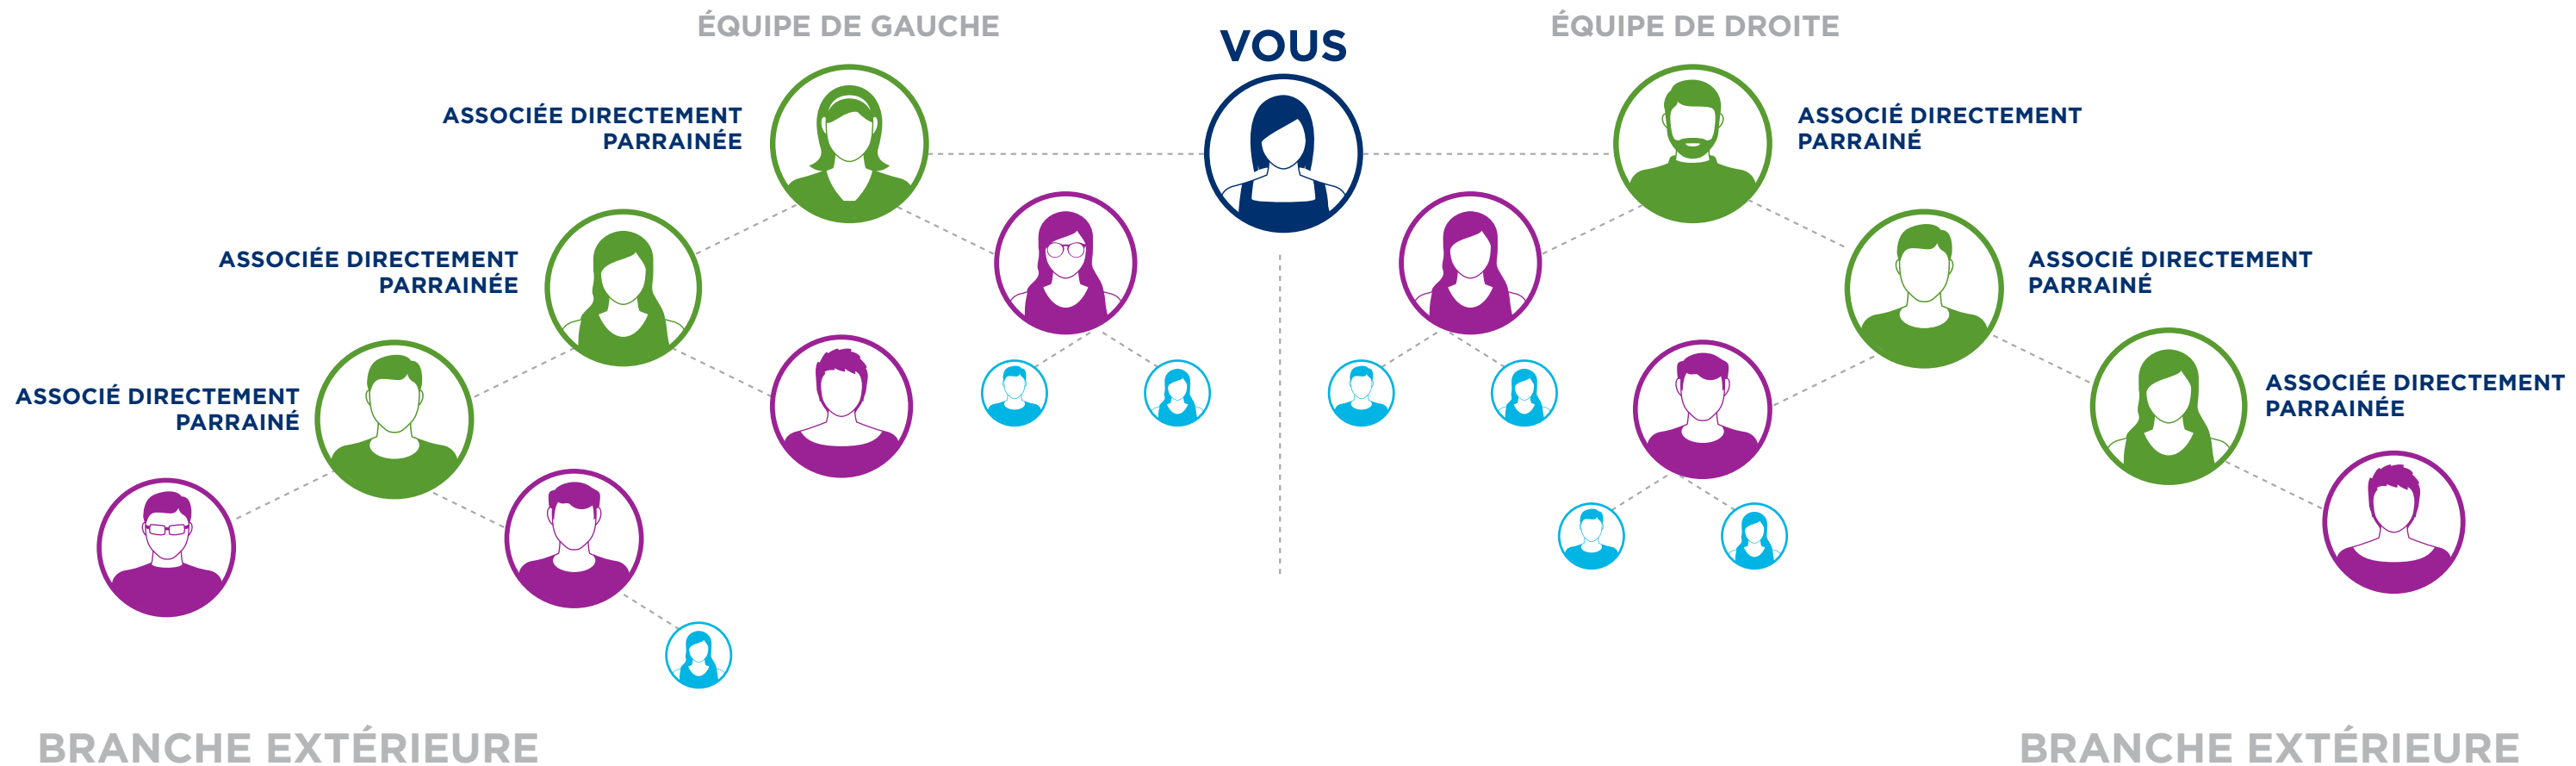 ÉQUIPE DE GAUCHE
VOUS
ÉQUIPE DE DROITE
ASSOCIÉE DIRECTEMENT
PARRAINÉE
ASSOCIÉ DIRECTEMENT
PARRAINÉ
ASSOCIÉE DIRECTEMENT
PARRAINÉE
ASSOCIÉ DIRECTEMENT
PARRAINÉ
ASSOCIÉ DIRECTEMENT
PARRAINÉ
ASSOCIÉE DIRECTEMENT
PARRAINÉE
BRANCHE EXTÉRIEURE
BRANCHE EXTÉRIEURE